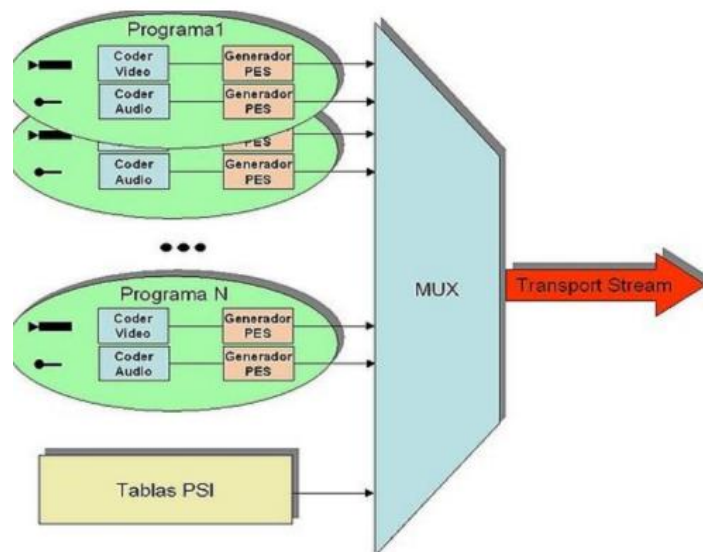 Programa1
Coder
Video
Generador
PES
Coder
Audio
Generador
PES
PES
Coder
Audio
Generador
PES
Programa N
Coder
Video
Generador
PES
Coder
Audio
Generador
PES
MUX
Transport Stream
Tablas PSI